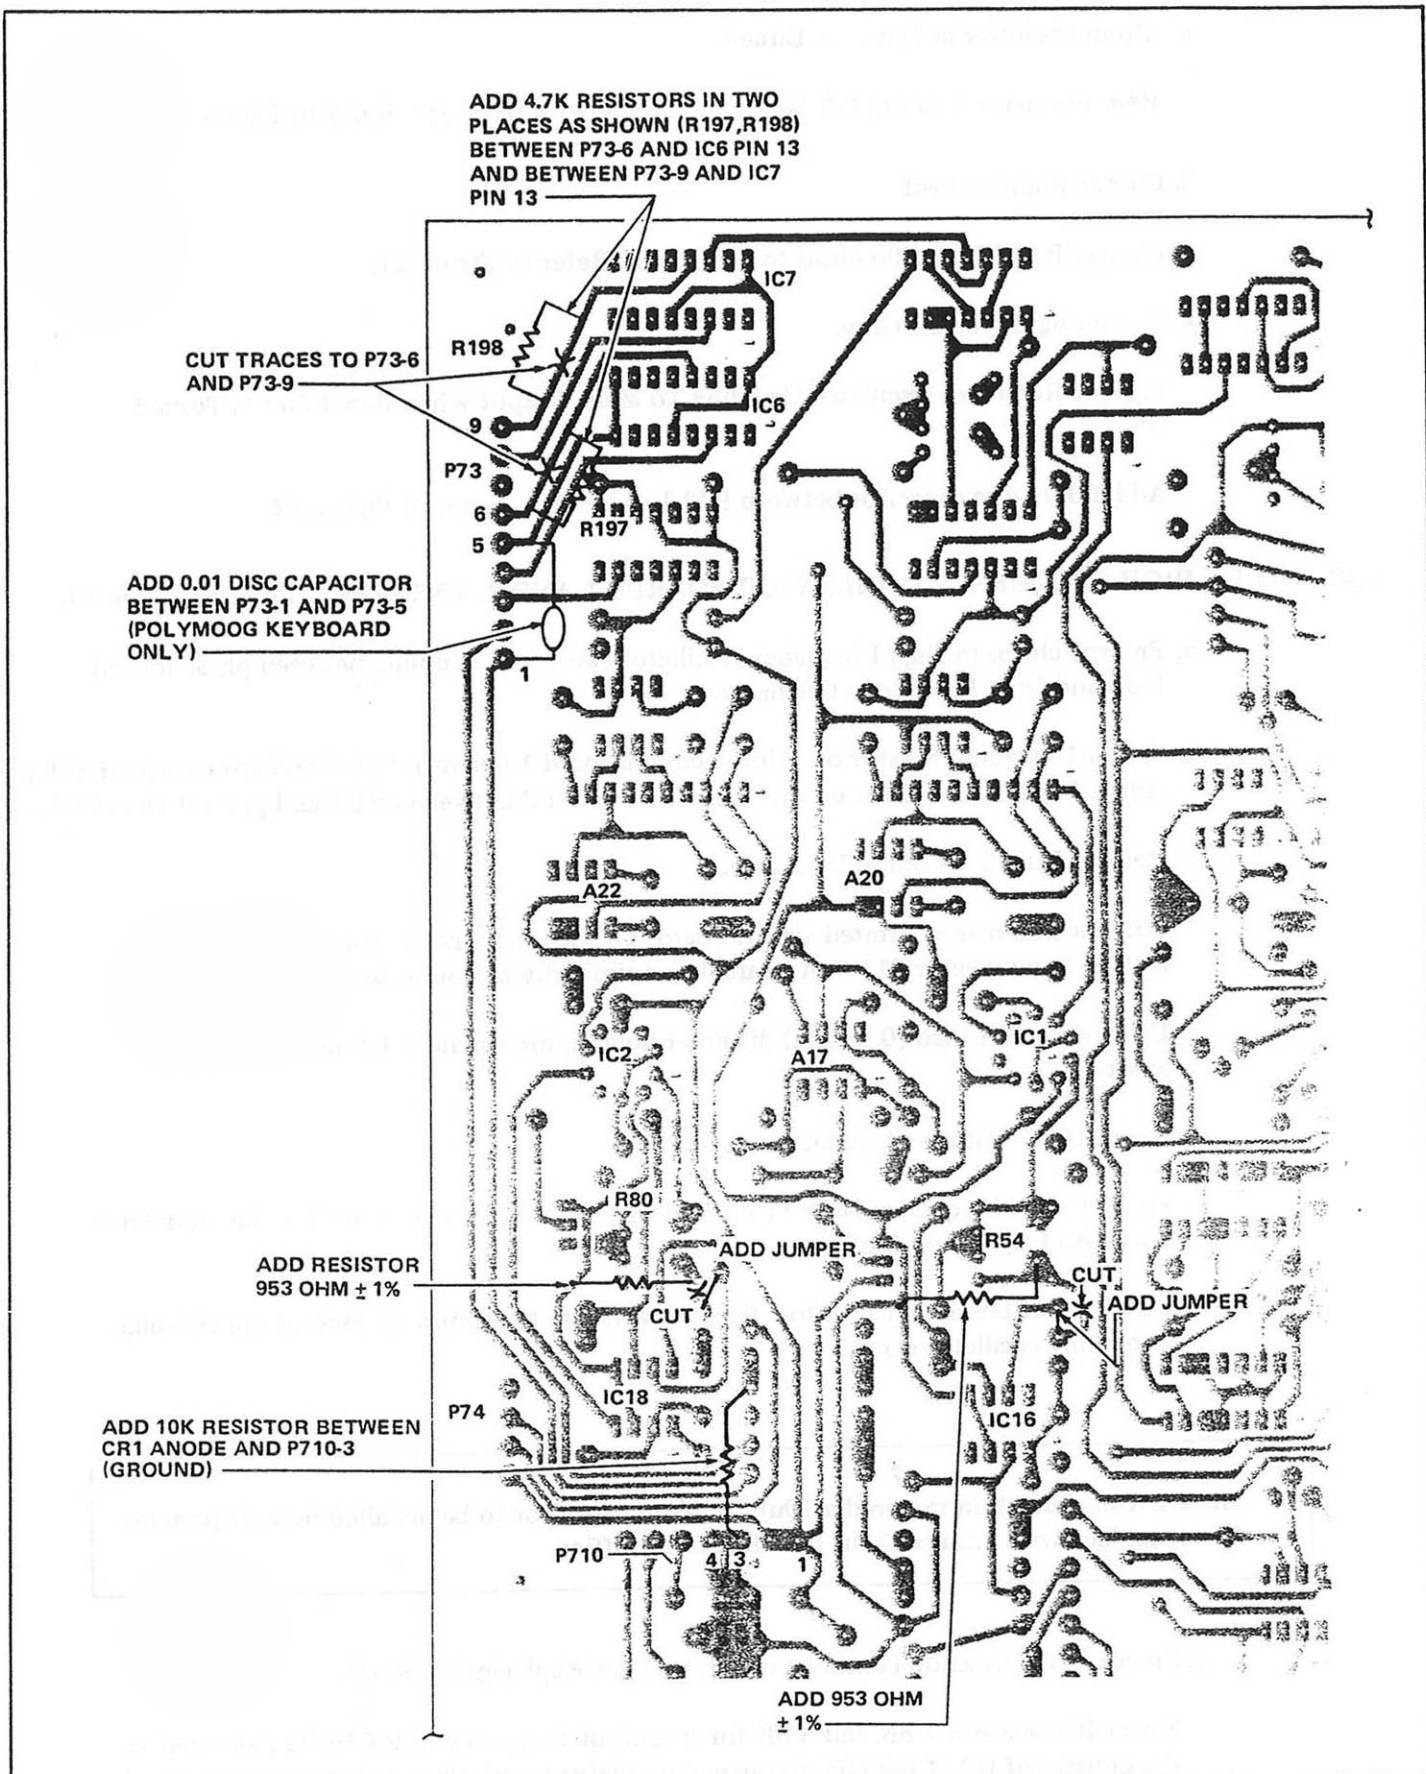 ADD 4.7K RESISTORS IN TWO
PLACES AS SHOWN (R197,R198)
BETWEEN P73-6 AND IC6 PIN 13
AND BETWEEN P73-9 AND IC7
PIN 13
IC7
R198
CUT TRACES TO P73-6
AND P73-9
IC6
9
P73
6
R197
5
ADD 0.01 DISC CAPACITOR
BETWEEN P73-1 AND P73-5
(POLYMOOG KEYBOARD
ONLY)
1
A22
A20
IC2
A17
IC1
R80
R54
ADD JUMPER
ADD RESISTOR
953 OHM ± 1%
CUT
CUT
ADD JUMPER
IC18
P74
IC16
ADD 10K RESISTOR BETWEEN
CR1 ANODE AND P710-3
(GROUND)
P710
4 3 1
ADD 953 OHM
± 1%